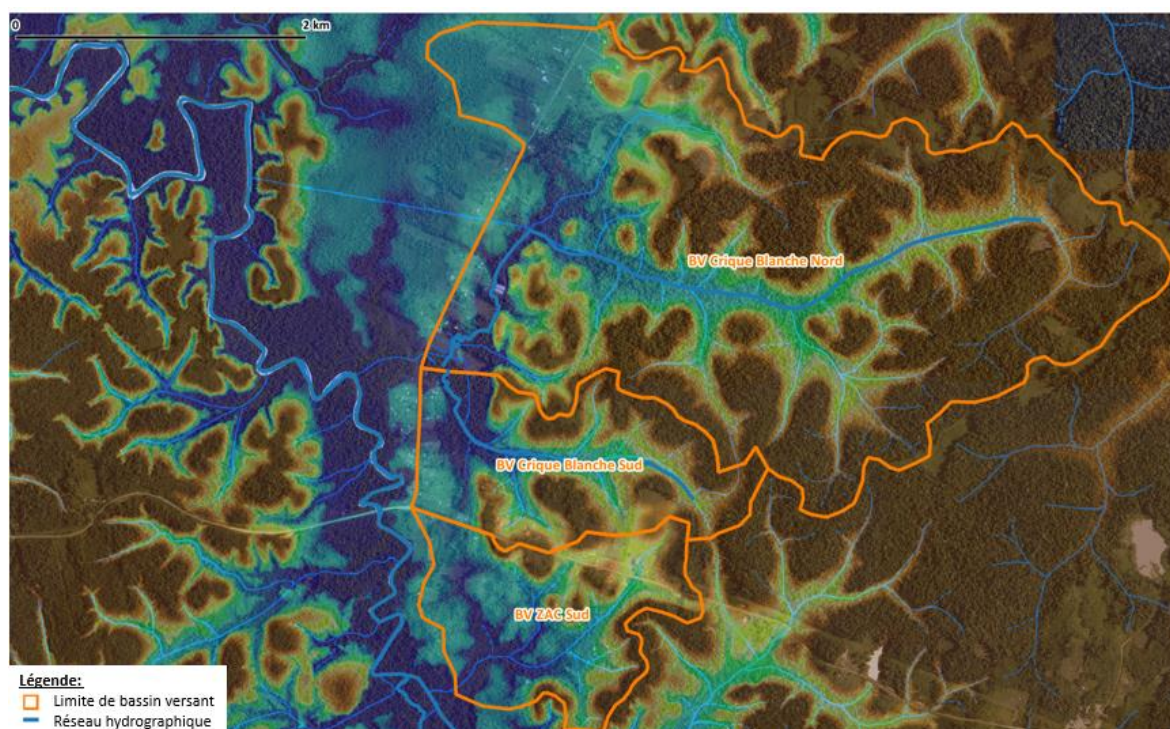 0 2 km
BV Crique Blanche Nord
BV Crique Blanche Sud
BV ZAC Sud
Légende:
Limite de bassin versant
Réseau hydrographique